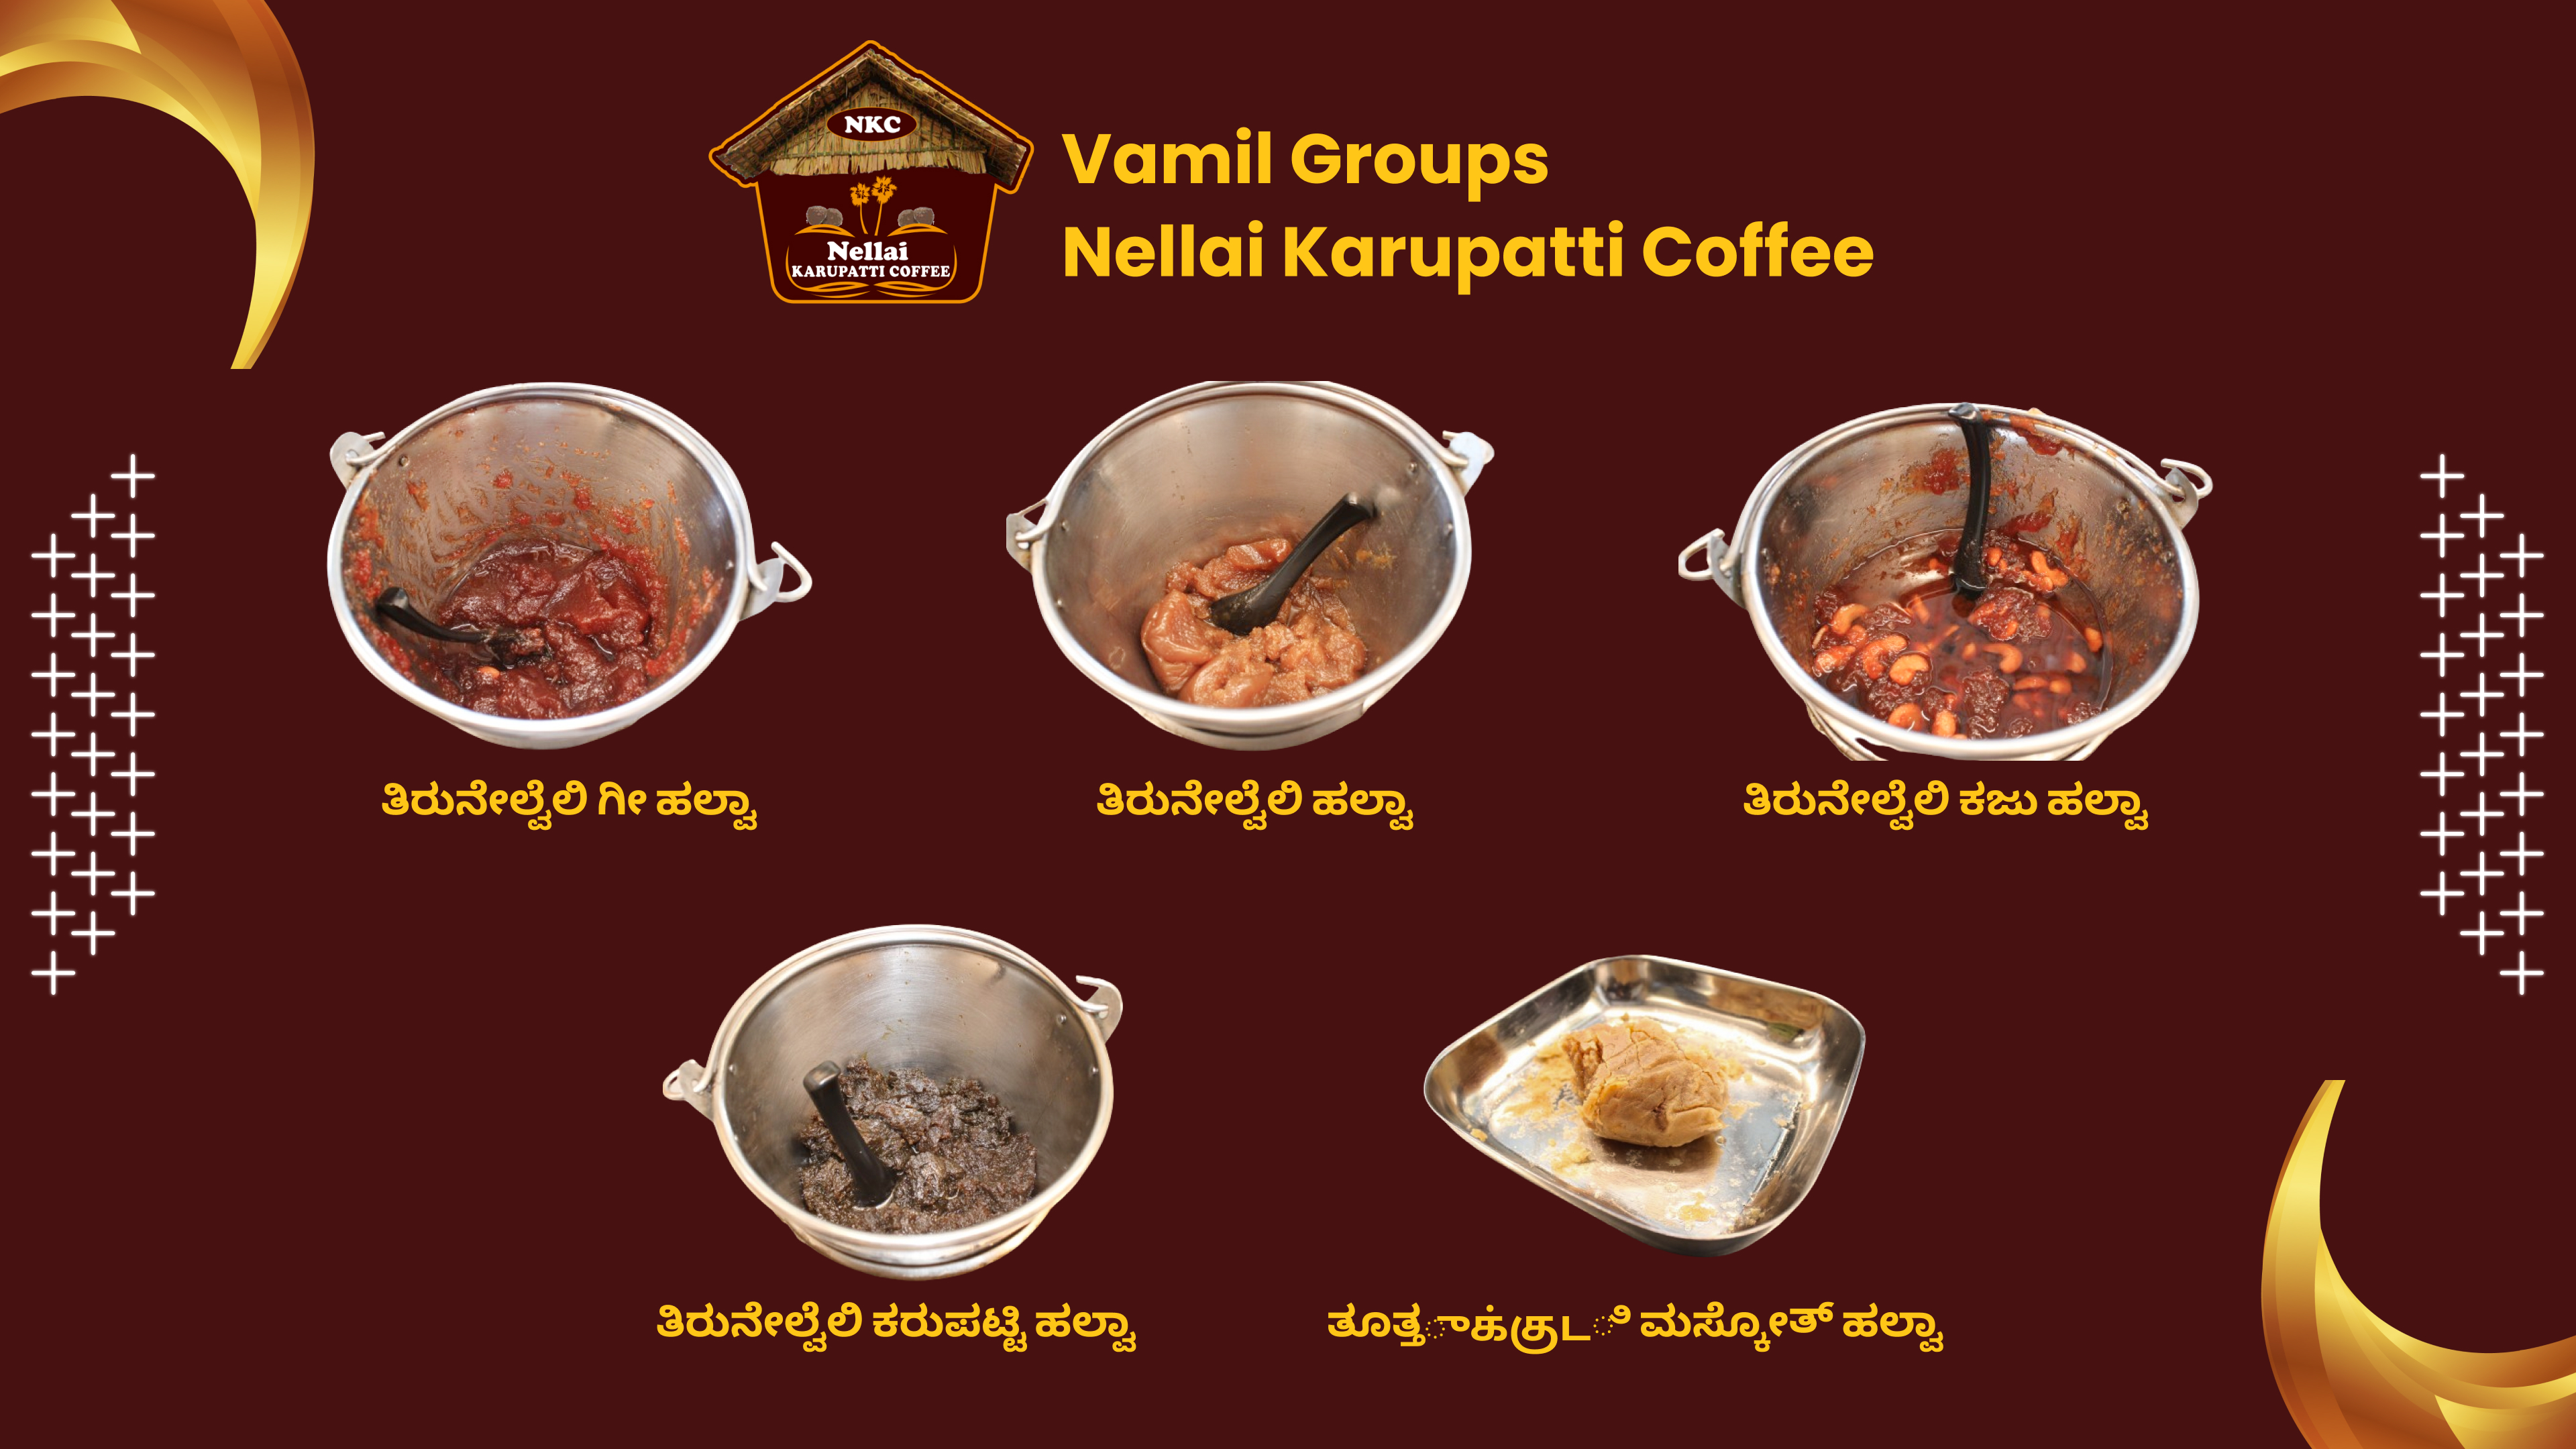 NKC
Nellai
KARUPATTI COFFEE
Vamil Groups
Nellai Karupatti Coffee
ತಿರುನೇಲ್ವೆಲಿ ಗೀ ಹಲ್ವಾ
ತಿರುನೇಲ್ವೆಲಿ ಹಲ್ವಾ
ತಿರುನೇಲ್ವೆಲಿ ಕಜು ಹಲ್ವಾ
ತಿರುನೇಲ್ವೆಲಿ ಕರುಪಟ್ಟಿ ಹಲ್ವಾ
ತೂತ್ತಾக்குடಿ ಮಸ್ಕೋತ್ ಹಲ್ವಾ